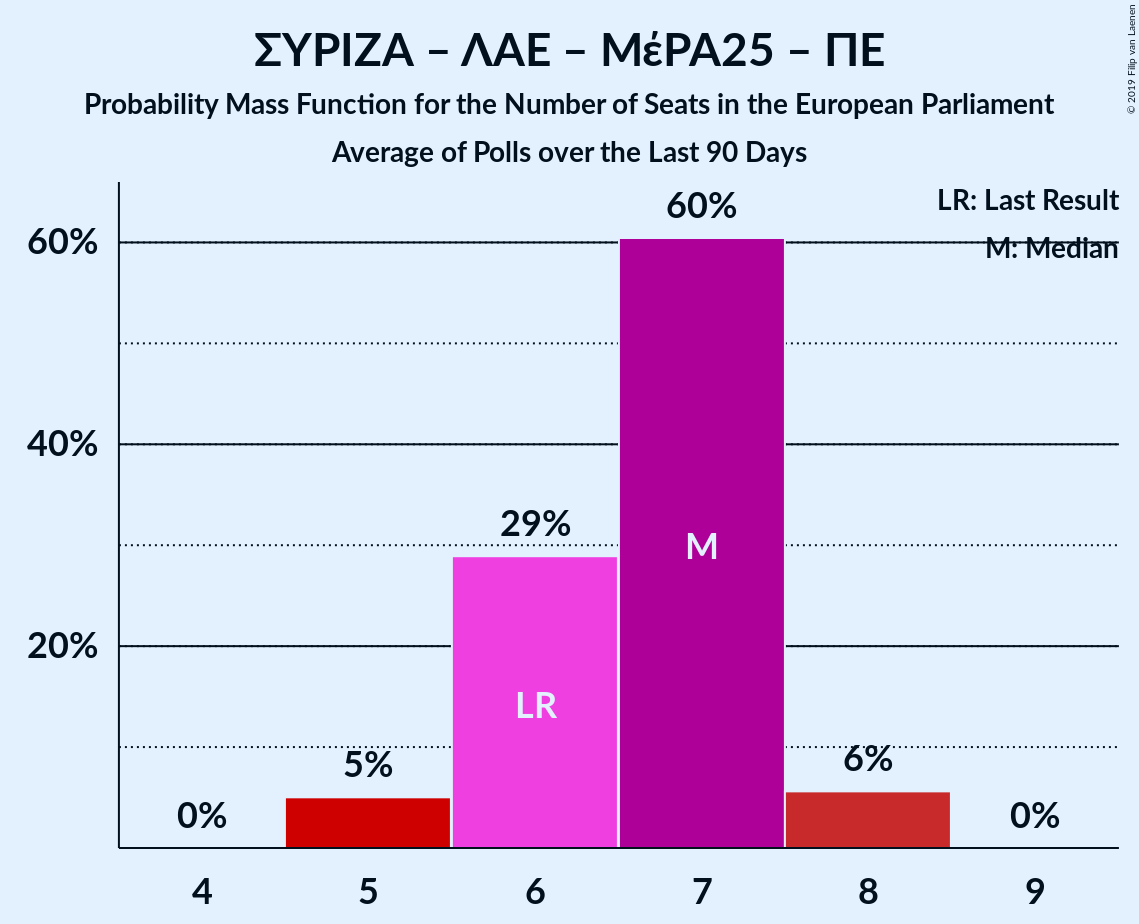 ΣΥΡΙΖΑ – ΛΑΕ – ΜέΡΑ25 – ΠΕ
Probability Mass Function for the Number of Seats in the European Parliament
Average of Polls over the Last 90 Days
© 2019 Filip van Laenen
LR: Last Result
M: Median
60%
40%
20%
0%
5%
29%
60%
6%
0%
LR
M
4
5
6
7
8
9